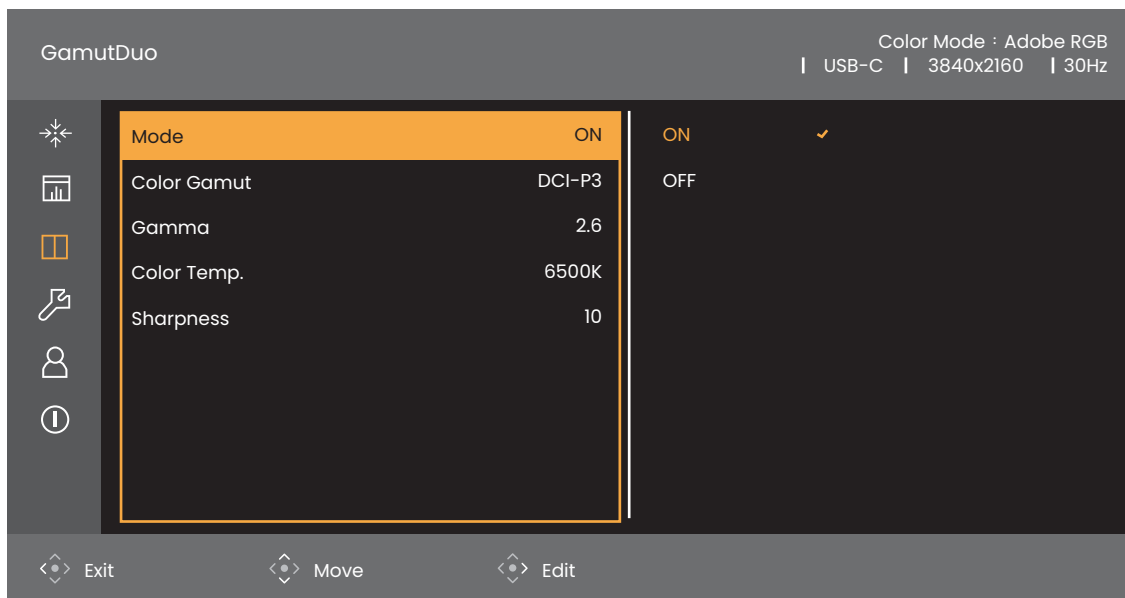 GamutDuo
Color Mode : Adobe RGB
| USB-C | 3840x2160 | 30Hz
Mode ON
Color Gamut DCI-P3
Gamma 2.6
Color Temp. 6500K
Sharpness 10
ON
OFF
Exit Move Edit